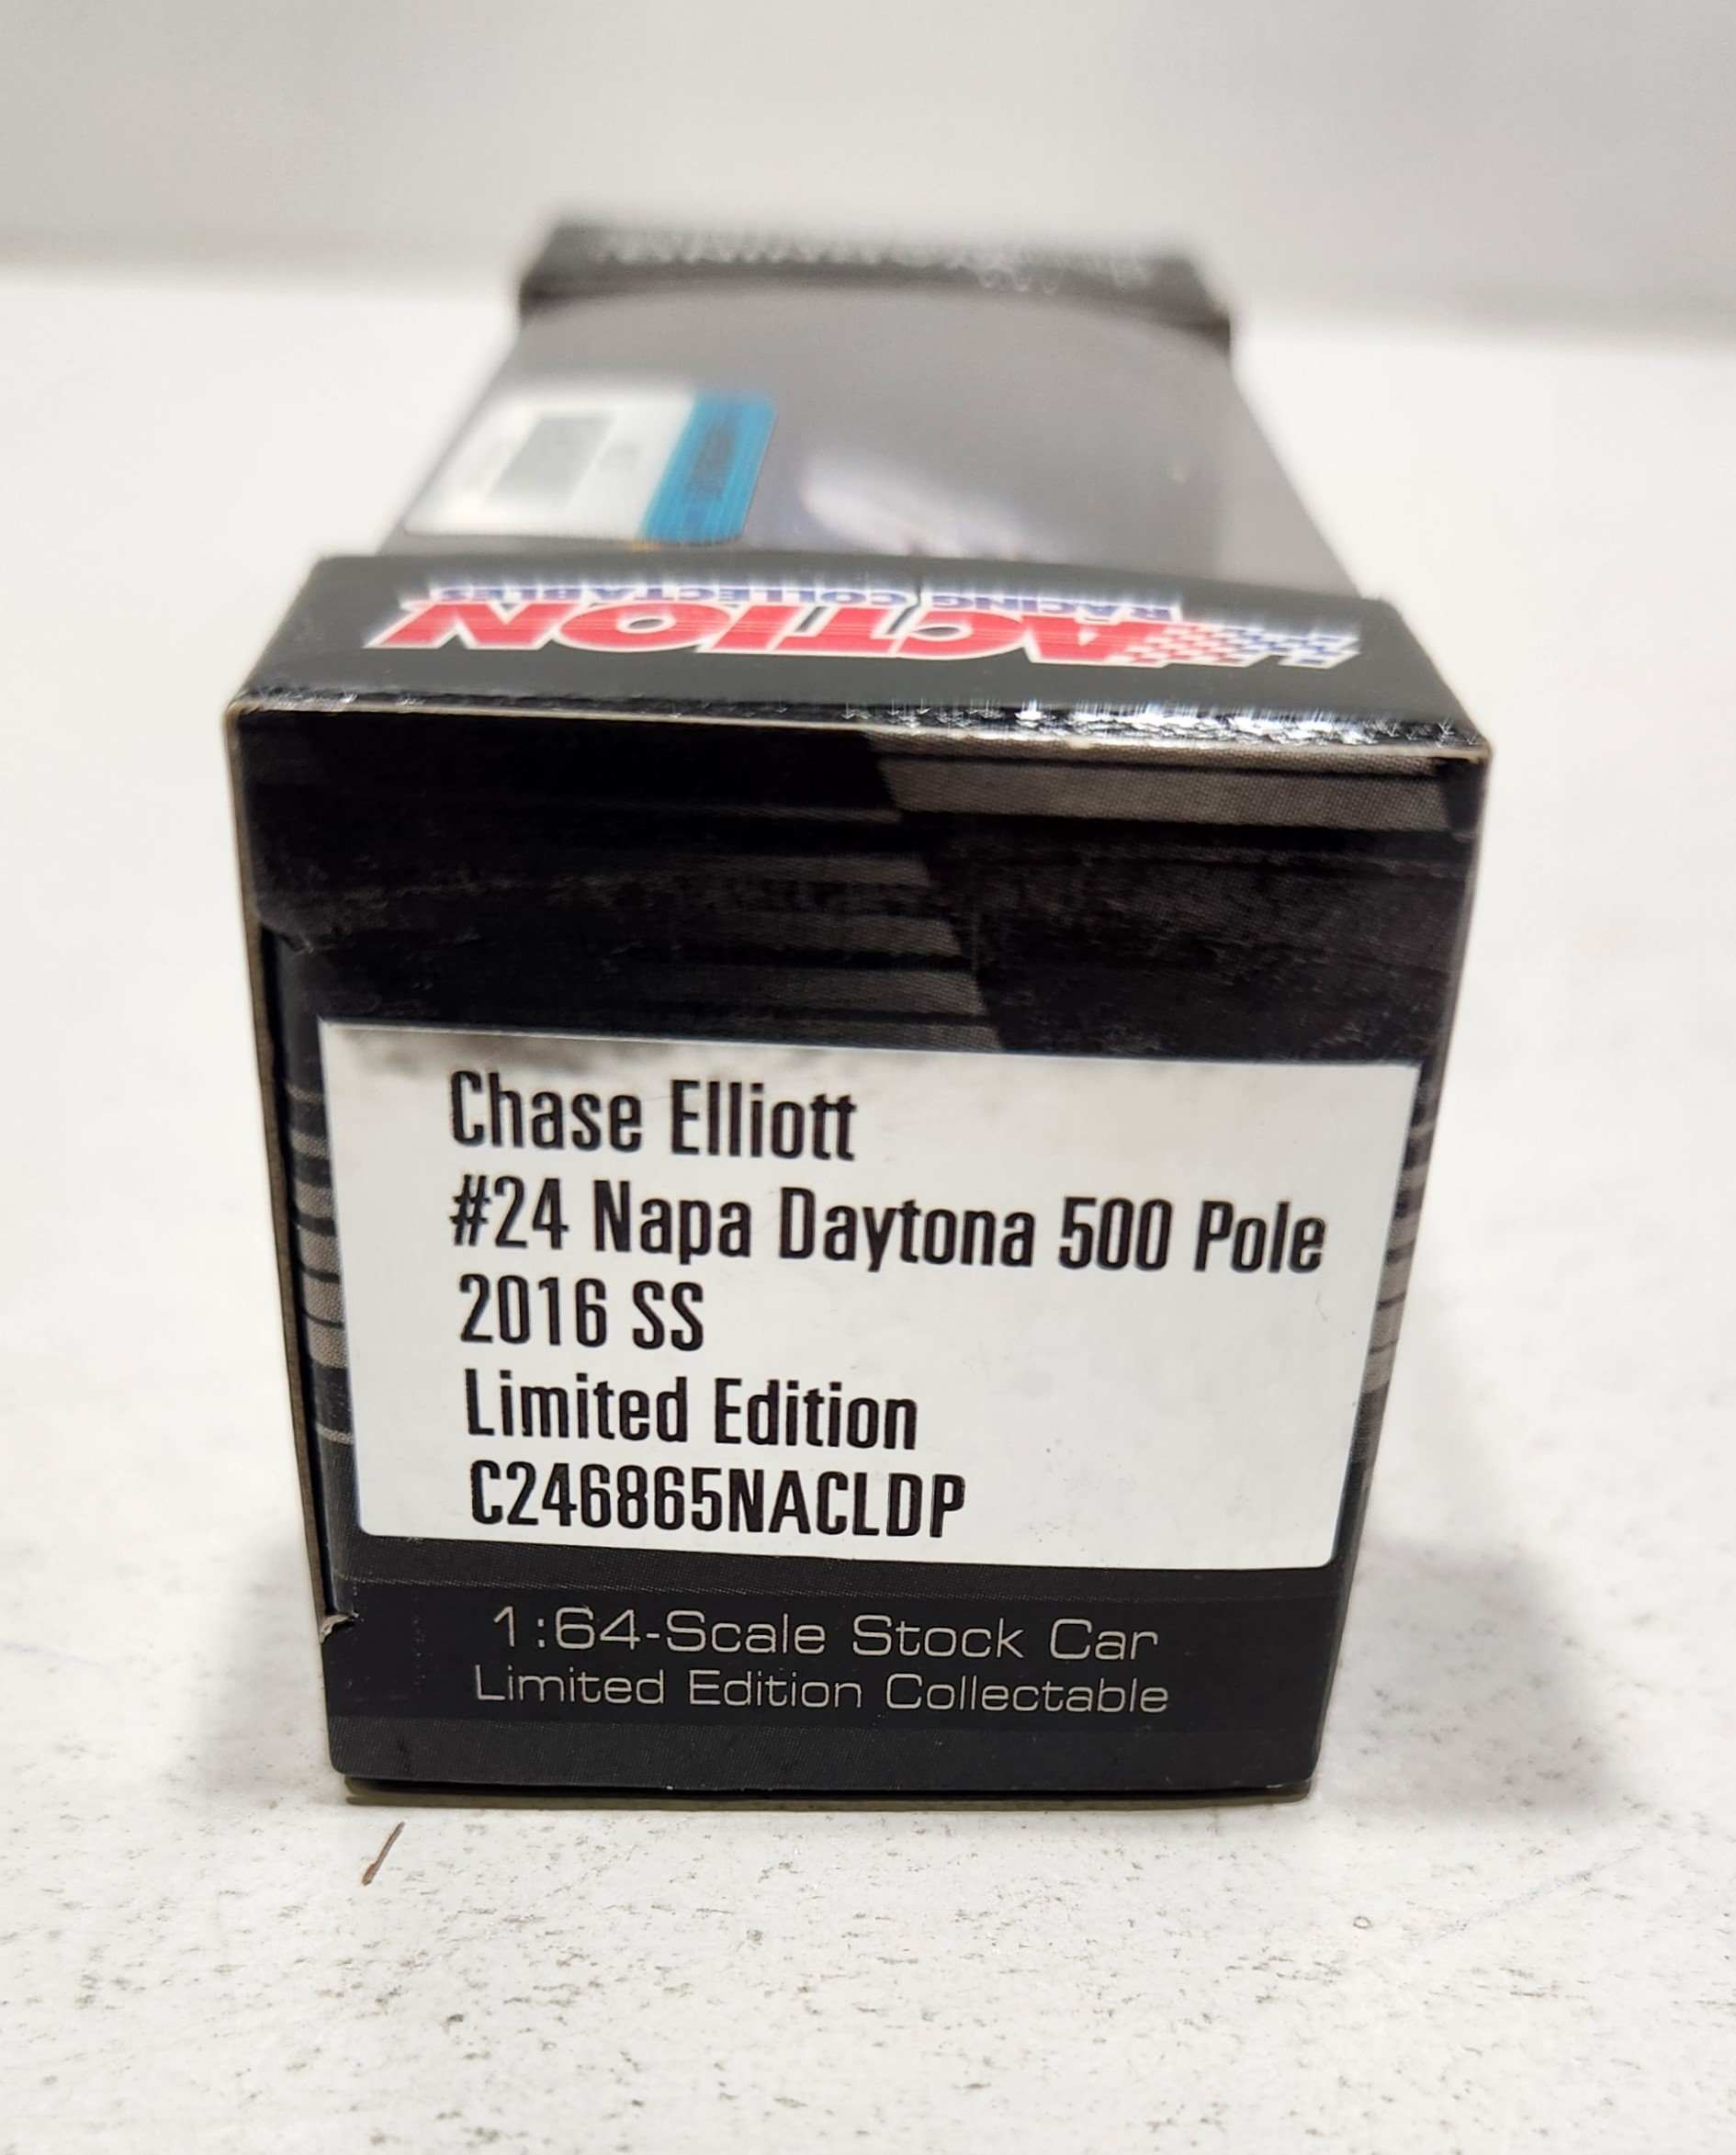 ACTION
RACING COLLECTABLES
Chase Elliott
#24 Napa Daytona 500 Pole
2016 SS
Limited Edition
C246865NACLDP
1:64-Scale Stock Car
Limited Edition Collectable